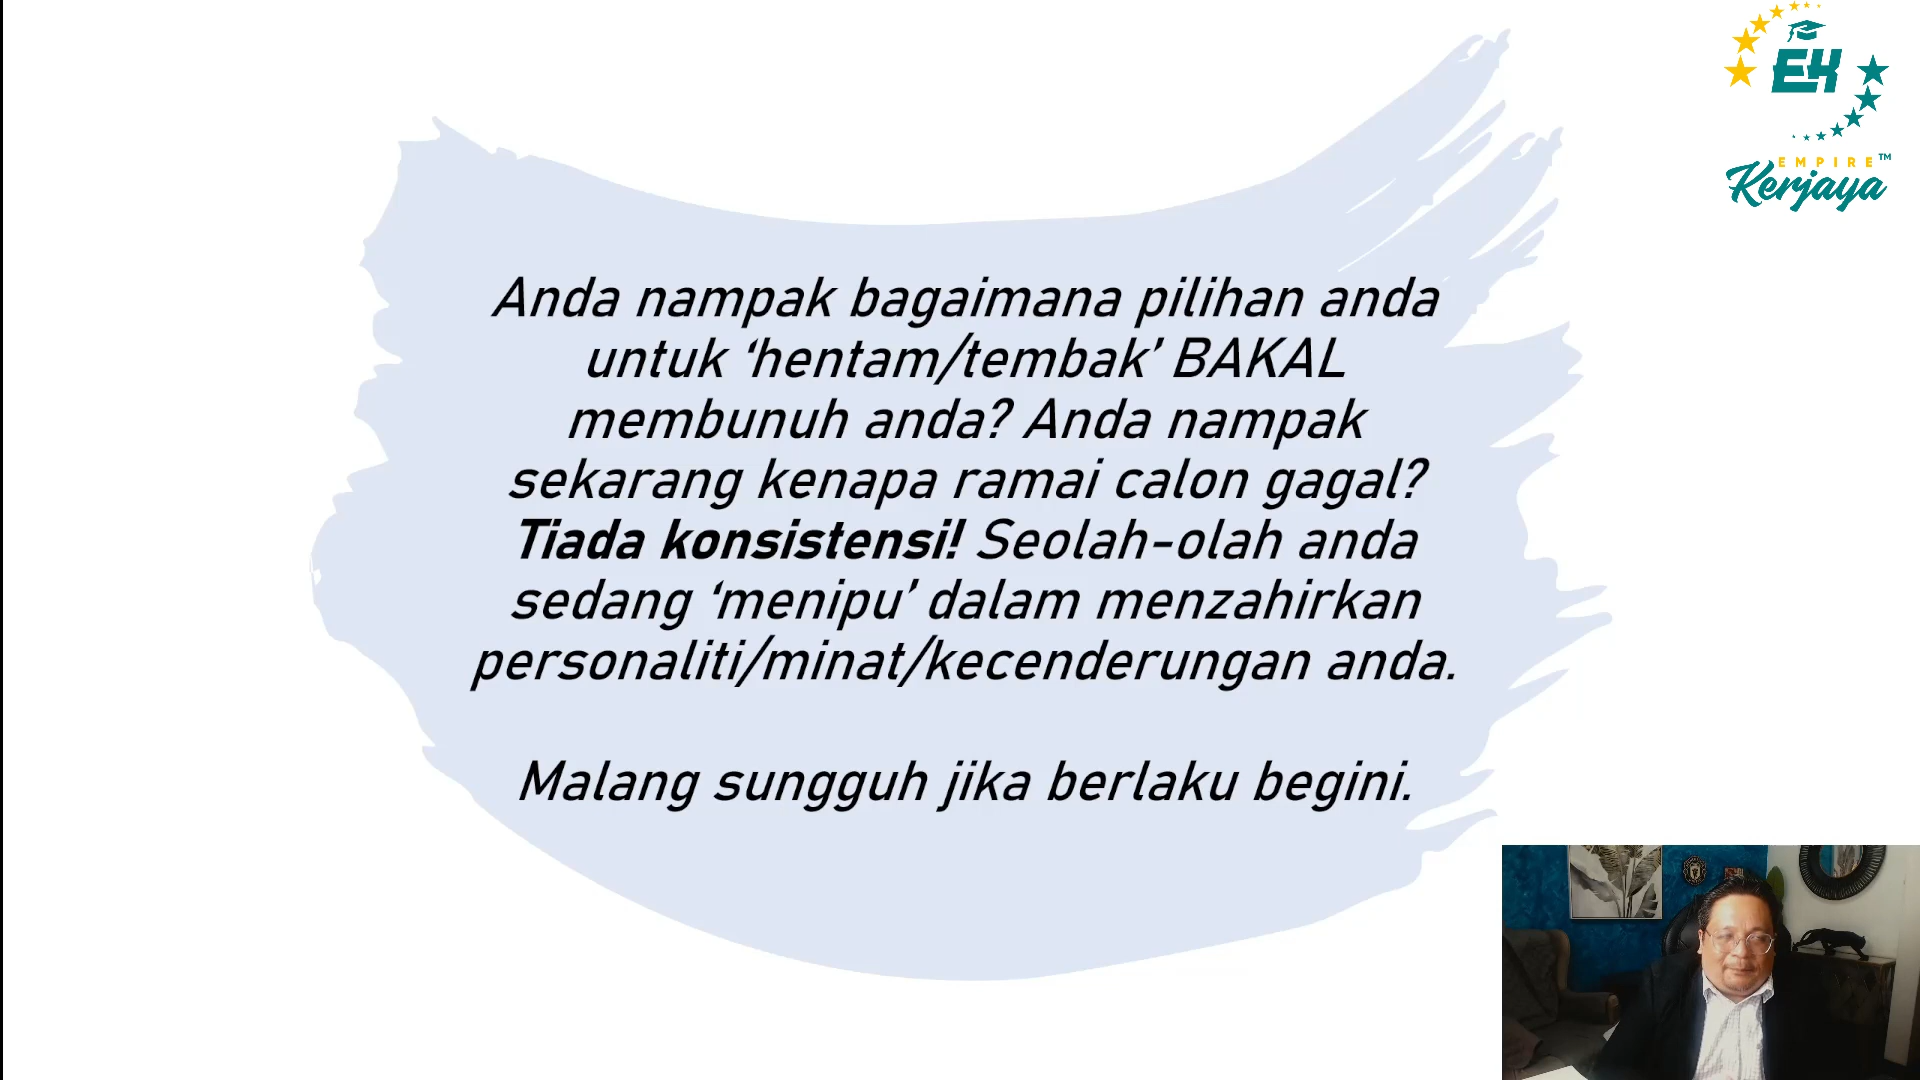 Anda nampak bagaimana pilihan anda
untuk ‘hentam/tembak’ BAKAL
membunuh anda? Anda nampak
sekarang kenapa ramai calon gagal?
Tiada konsistensi! Seolah-olah anda
sedang ‘menipu’ dalam menzahirkan
personaliti/minat/kecenderungan anda.
Malang sungguh jika berlaku begini.
EK
EMPIRE™
Kerjaya